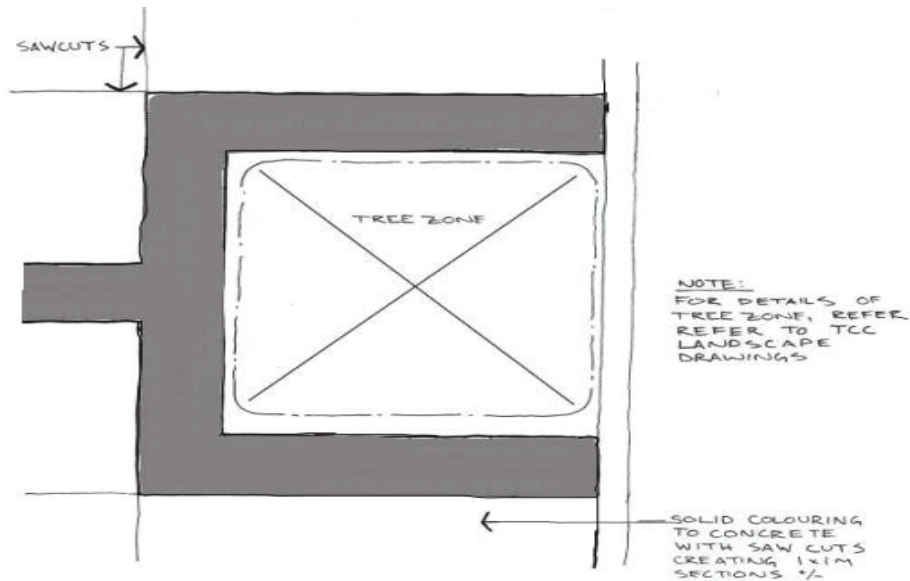 SAWCUTS
TREE ZONE
NOTE:
FOR DETAILS OF
TREE ZONE, REFER
REFER TO TCC
LANDSCAPE
DRAWINGS
SOLID COLOURING
TO CONCRETE
WITH SAW CUTS
CREATING 1x1M
SECTIONS +/-